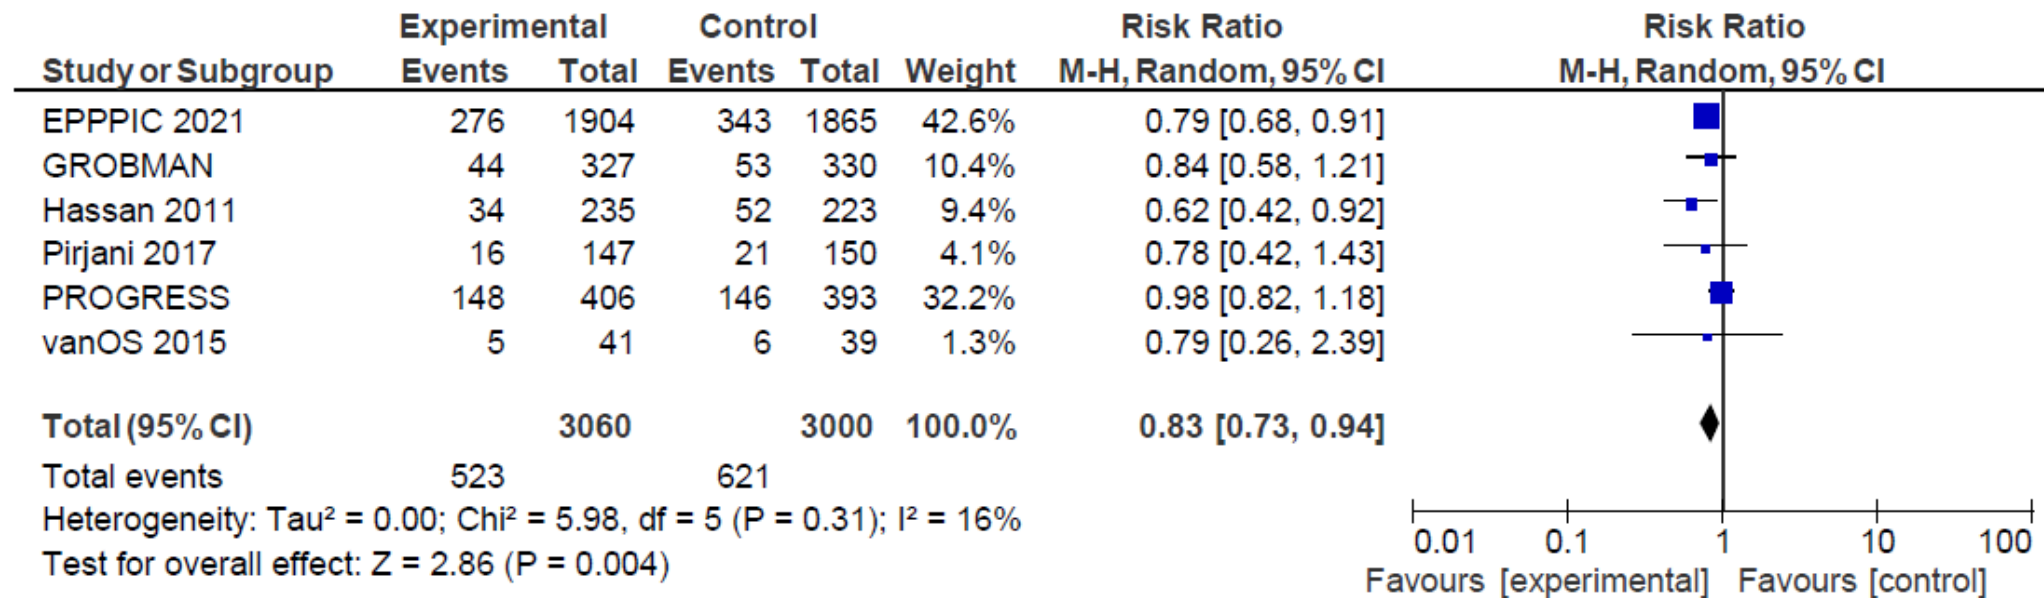 Experimental Control Risk Ratio Risk Ratio
Study or Subgroup Events Total Events Total Weight M-H, Random, 95% CI M-H, Random, 95% CI
EPPPIC 2021 276 1904 343 1865 42.6% 0.79 [0.68, 0.91]
GROBMAN 44 327 53 330 10.4% 0.84 [0.58, 1.21]
Hassan 2011 34 235 52 223 9.4% 0.62 [0.42, 0.92]
Pirjani 2017 16 147 21 150 4.1% 0.78 [0.42, 1.43]
PROGRESS 148 406 146 393 32.2% 0.98 [0.82, 1.18]
vanOS 2015 5 41 6 39 1.3% 0.79 [0.26, 2.39]
Total (95% CI) 3060 3000 100.0% 0.83 [0.73, 0.94]
Total events 523 621
Heterogeneity: Tau² = 0.00; Chi² = 5.98, df = 5 (P = 0.31); I² = 16%
Test for overall effect: Z = 2.86 (P = 0.004)
0.01 0.1 1 10 100
Favours [experimental] Favours [control]